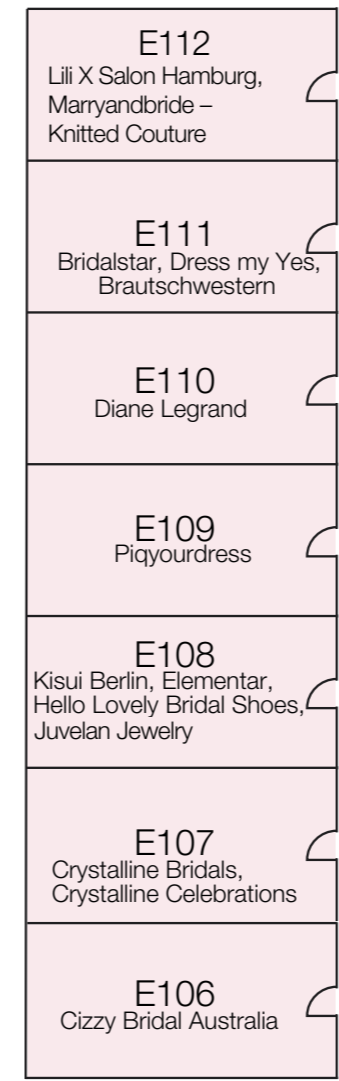 E112
Lili X Salon Hamburg,
Marryandbride –
Knitted Couture
E111
Bridalstar, Dress my Yes,
Brautschwestern
E110
Diane Legrand
E109
Piqyourdress
E108
Kisui Berlin, Elementar,
Hello Lovely Bridal Shoes,
Juvelan Jewelry
E107
Crystalline Bridals,
Crystalline Celebrations
E106
Cizzy Bridal Australia